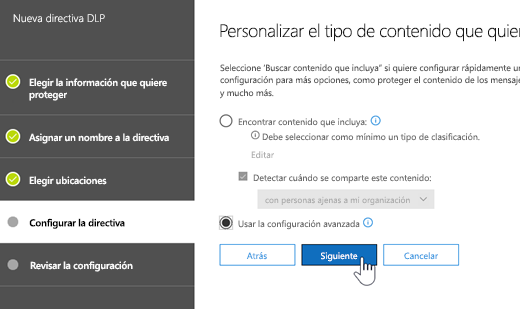 Nueva directiva DLP
Elegir la información que quiere
proteger
Asignar un nombre a la directiva
Elegir ubicaciones
Configurar la directiva
Revisar la configuración
Personalizar el tipo de contenido que
Seleccione 'Buscar contenido que incluya" si quiere configurar rápidamente
configuración para más opciones, como proteger el contenido de los
y mucho más.
Encontrar contenido que incluya:
Debe seleccionar como mínimo un tipo de clasificación.
Editar
Detectar cuándo se comparte este contenido:
con personas ajenas a mi organización
Usar la configuración avanzada
Atrás
Siguiente
Cancelar